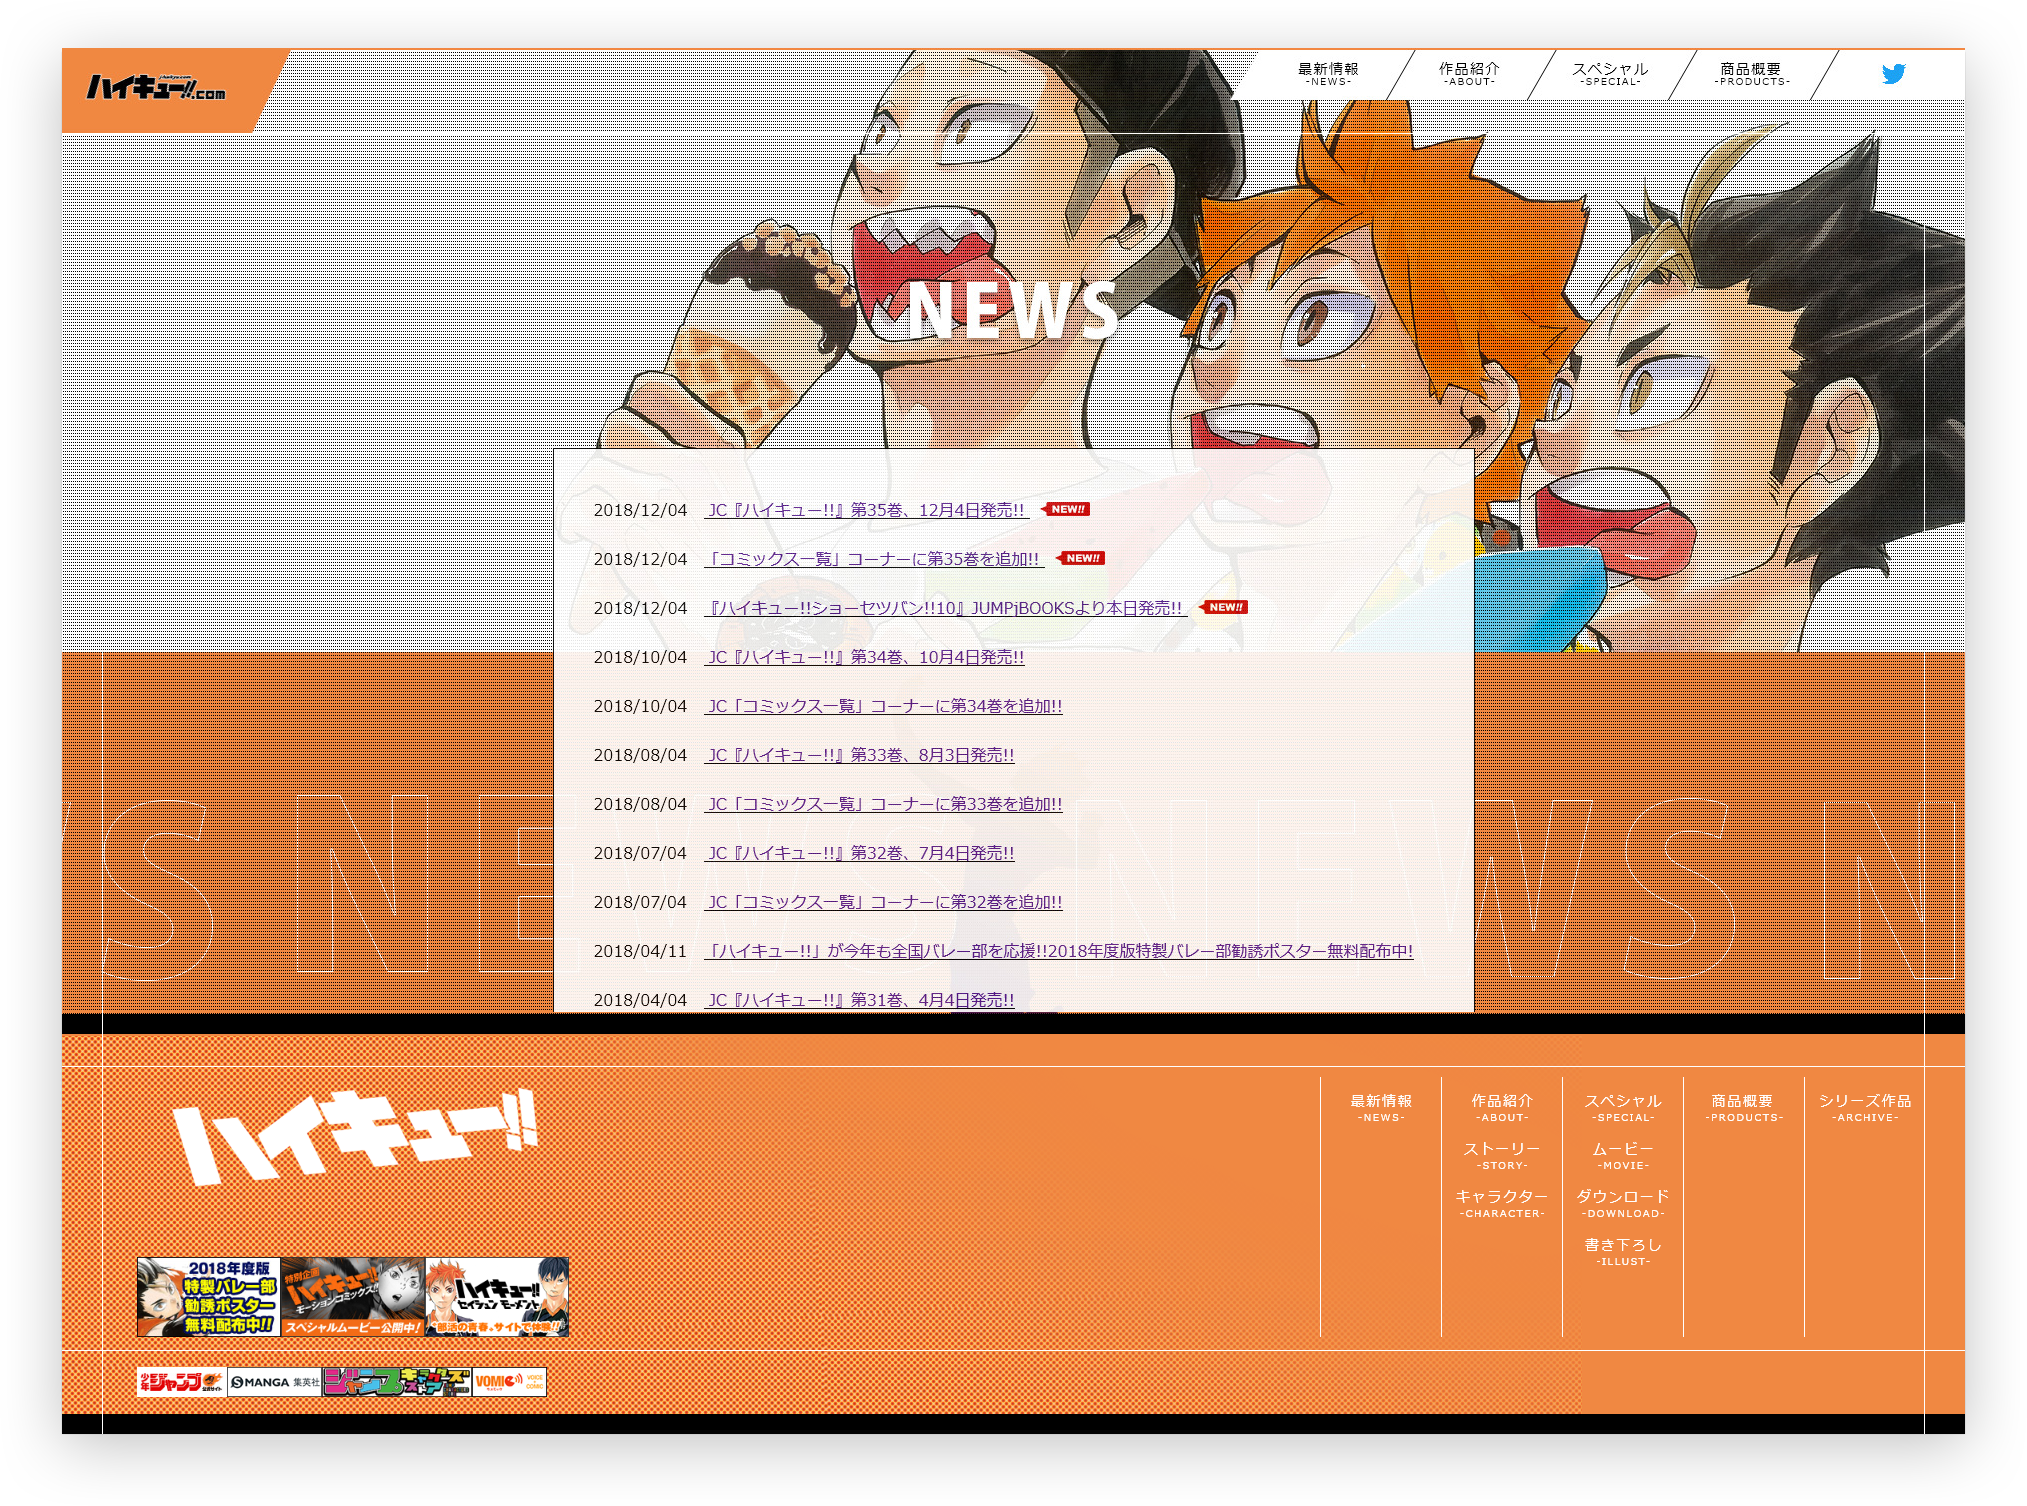 ハイキュー!!.com
最新情報
-NEWS-
作品紹介
-ABOUT-
スペシャル
-SPECIAL-
商品概要
-PRODUCTS-
NEWS
2018/12/04 JC『ハイキュー!!』第35巻、12月4日発売!! NEW!!
2018/12/04 「コミックス一覧」コーナーに第35巻を追加!! NEW!!
2018/12/04 『ハイキュー!!ショーセツバン!!10』JUMPjBOOKSより本日発売!! NEW!!
2018/10/04 JC『ハイキュー!!』第34巻、10月4日発売!!
2018/10/04 JC「コミックス一覧」コーナーに第34巻を追加!!
2018/08/04 JC『ハイキュー!!』第33巻、8月3日発売!!
2018/08/04 JC「コミックス一覧」コーナーに第33巻を追加!!
2018/07/04 JC『ハイキュー!!』第32巻、7月4日発売!!
2018/07/04 JC「コミックス一覧」コーナーに第32巻を追加!!
2018/04/11 「ハイキュー!!」が今年も全国バレー部を応援!!2018年度版特製バレー部勧誘ポスター無料配布中!
2018/04/04 JC『ハイキュー!!』第31巻、4月4日発売!!
WS NEWS NEWS N
ハイキュー!!
最新情報
-NEWS-
作品紹介
-ABOUT-
ストーリー
-STORY-
キャラクター
-CHARACTER-
スペシャル
-SPECIAL-
ムービー
-MOVIE-
ダウンロード
-DOWNLOAD-
書き下ろし
-ILLUST-
商品概要
-PRODUCTS-
シリーズ作品
-ARCHIVE-
2018年度版
特製バレー部
勧誘ポスター
無料配布中!!
特別企画
ハイキュー!!
モーションコミックス!!
スペシャルムービー公開中!
ハイキュー!!
セイシュン モーメント
"部活の青春"サイトで体験!!
少年ジャンプ 公式サイト
S MANGA 集英社
ジャンプキャラクターズストア
VOMIC
VOICE
COMIC